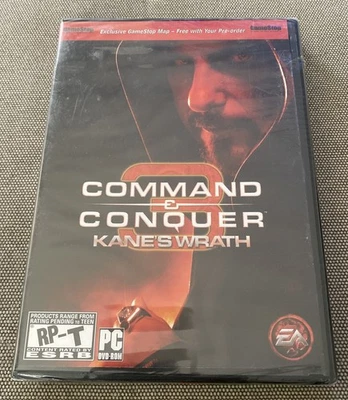 Exclusive GameStop Map - Free with Your Pre-order
GameStop
3
COMMAND
&
CONQUER
KANE'S WRATH
PRODUCTS RANGE FROM
RATING PENDING to TEEN
RP-T
CONTENT RATED BY
ESRB
PC
DVD-ROM
EA